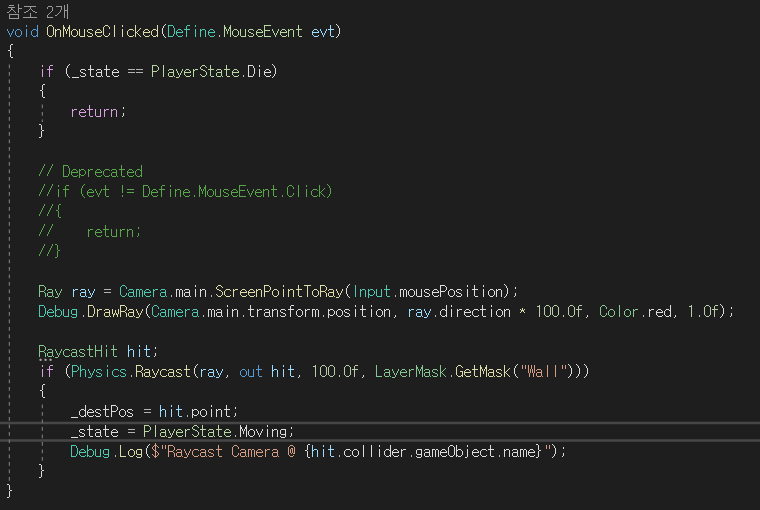 참조 2개
void OnMouseClicked(Define.MouseEvent evt)
{
    if (_state == PlayerState.Die)
    {
        return;
    }
    // Deprecated
    //if (evt != Define.MouseEvent.Click)
    //{
    //    return;
    //}
    Ray ray = Camera.main.ScreenPointToRay(Input.mousePosition);
    Debug.DrawRay(Camera.main.transform.position, ray.direction * 100.0f, Color.red, 1.0f);
    RaycastHit hit;
    if (Physics.Raycast(ray, out hit, 100.0f, LayerMask.GetMask("Wall")))
    {
        _destPos = hit.point;
        _state = PlayerState.Moving;
        Debug.Log($"Raycast Camera @ {hit.collider.gameObject.name}");
    }
}